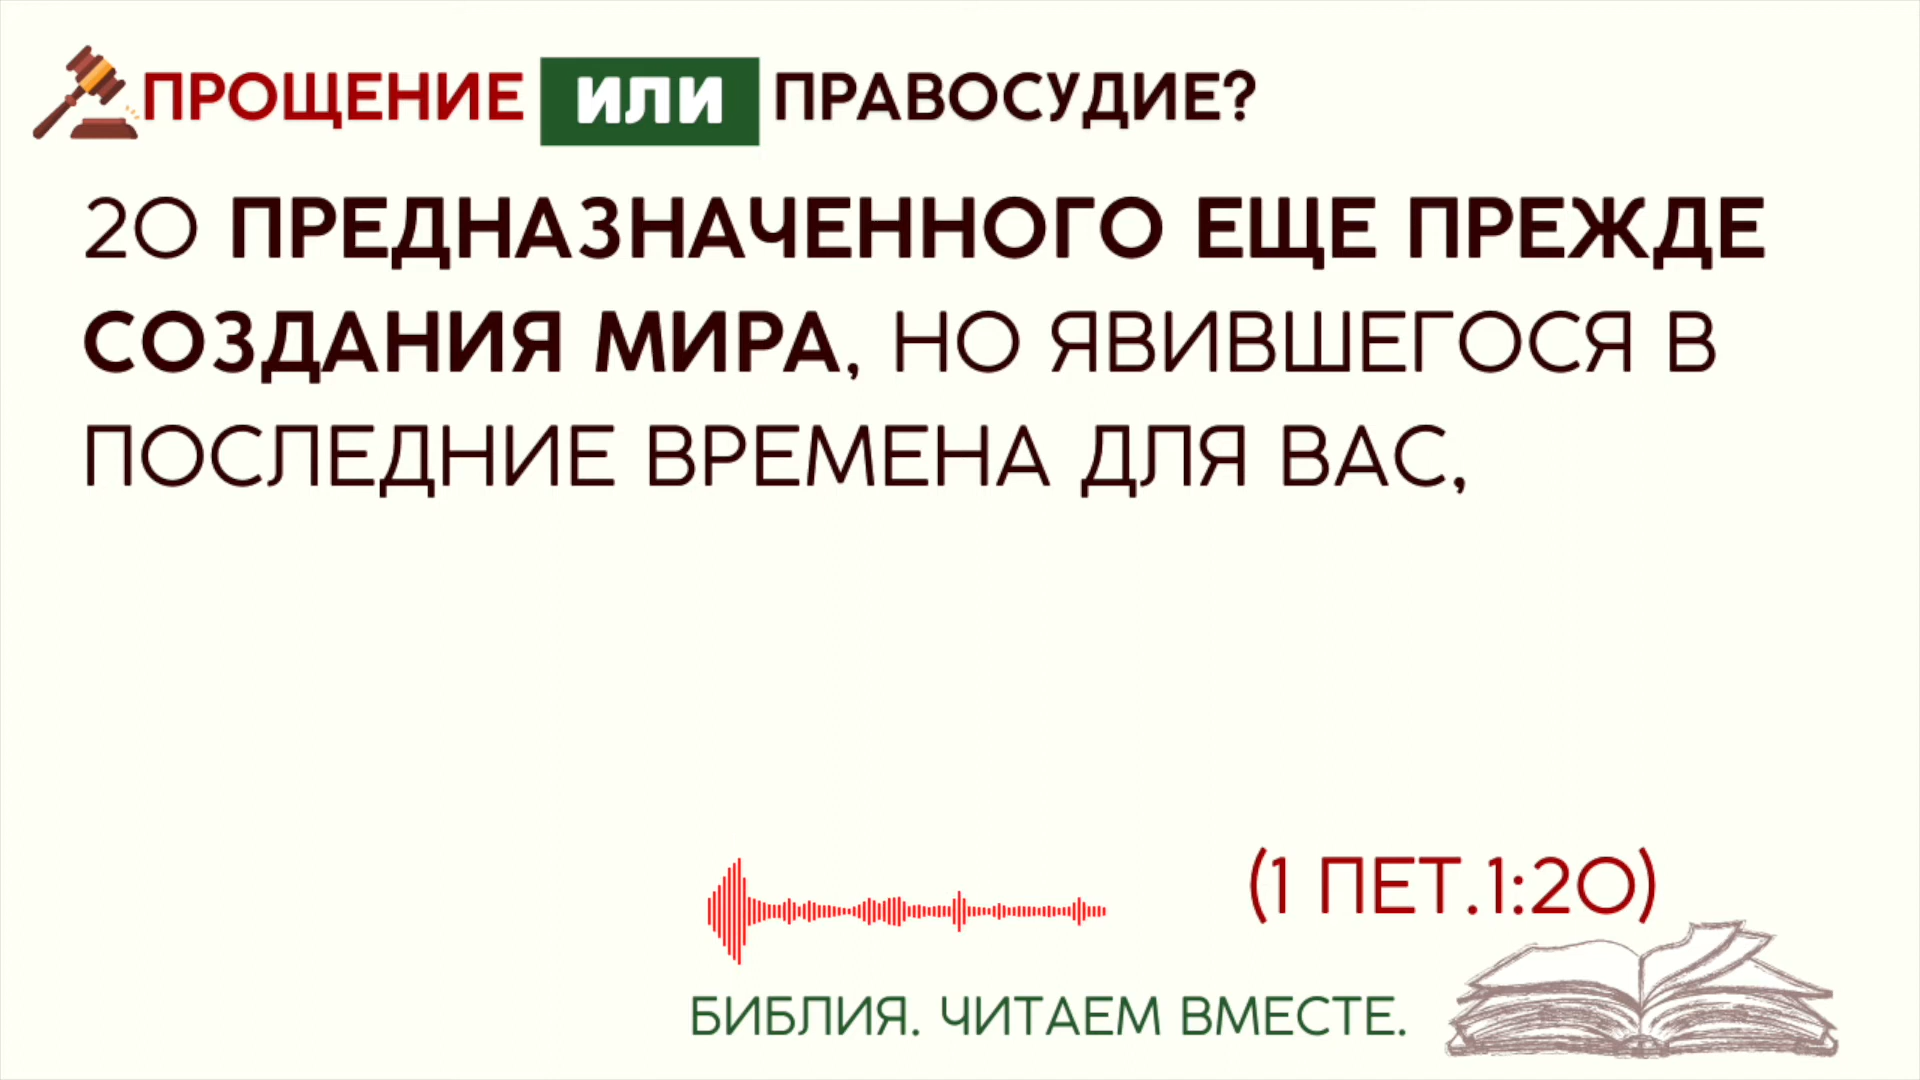 ПРОЩЕНИЕ ИЛИ ПРАВОСУДИЕ?
20 ПРЕДНАЗНАЧЕННОГО ЕЩЕ ПРЕЖДЕ
СОЗДАНИЯ МИРА, НО ЯВИВШЕГОСЯ В
ПОСЛЕДНИЕ ВРЕМЕНА ДЛЯ ВАС,
(1 ПЕТ.1:20)
БИБЛИЯ. ЧИТАЕМ ВМЕСТЕ.